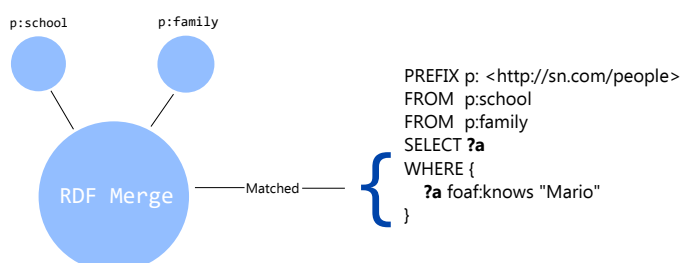 p:school
p:family
RDF Merge
Matched
PREFIX p: <http://sn.com/people>
FROM p:school
FROM p:family
SELECT ?a
WHERE {
?a foaf:knows "Mario"
}